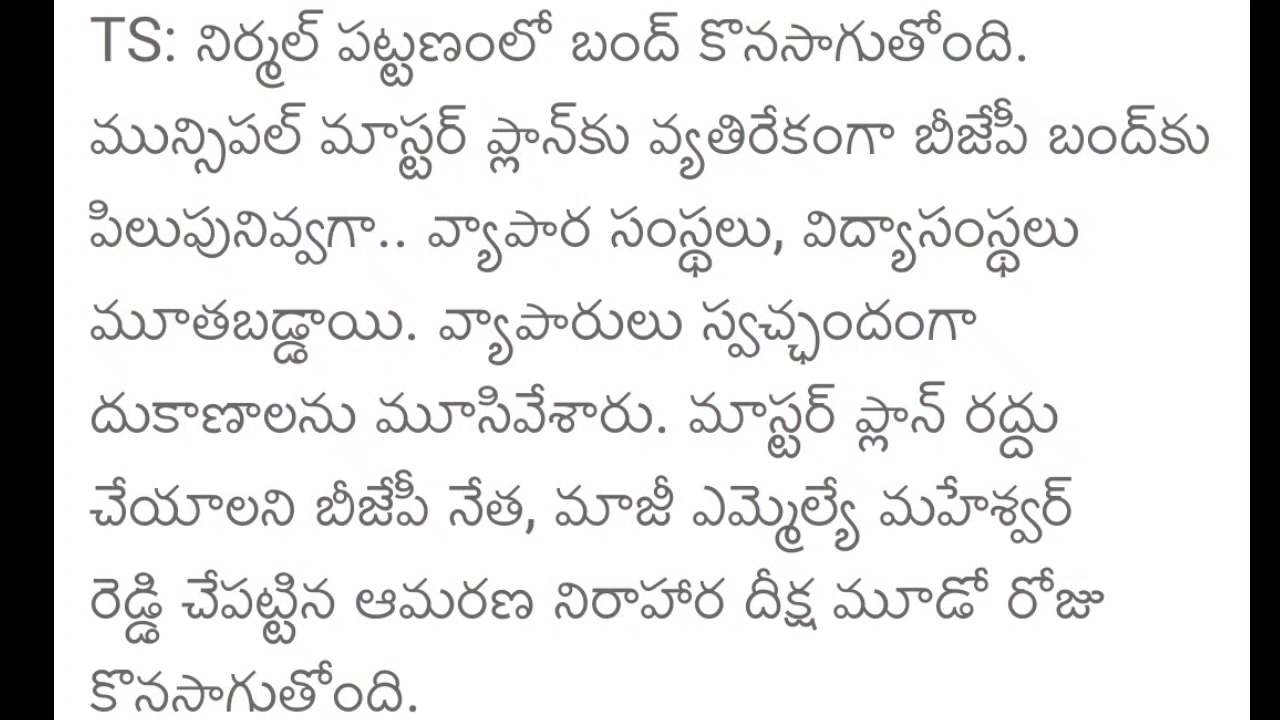 TS: నిర్మల్ పట్టణంలో బంద్ కొనసాగుతోంది.
మున్సిపల్ మాస్టర్ ప్లాన్‌కు వ్యతిరేకంగా బీజేపీ బంద్‌కు
పిలుపునివ్వగా.. వ్యాపార సంస్థలు, విద్యాసంస్థలు
మూతబడ్డాయి. వ్యాపారులు స్వచ్ఛందంగా
దుకాణాలను మూసివేశారు. మాస్టర్ ప్లాన్ రద్దు
చేయాలని బీజేపీ నేత, మాజీ ఎమ్మెల్యే మహేశ్వర్
రెడ్డి చేపట్టిన ఆమరణ నిరాహార దీక్ష మూడో రోజు
కొనసాగుతోంది.